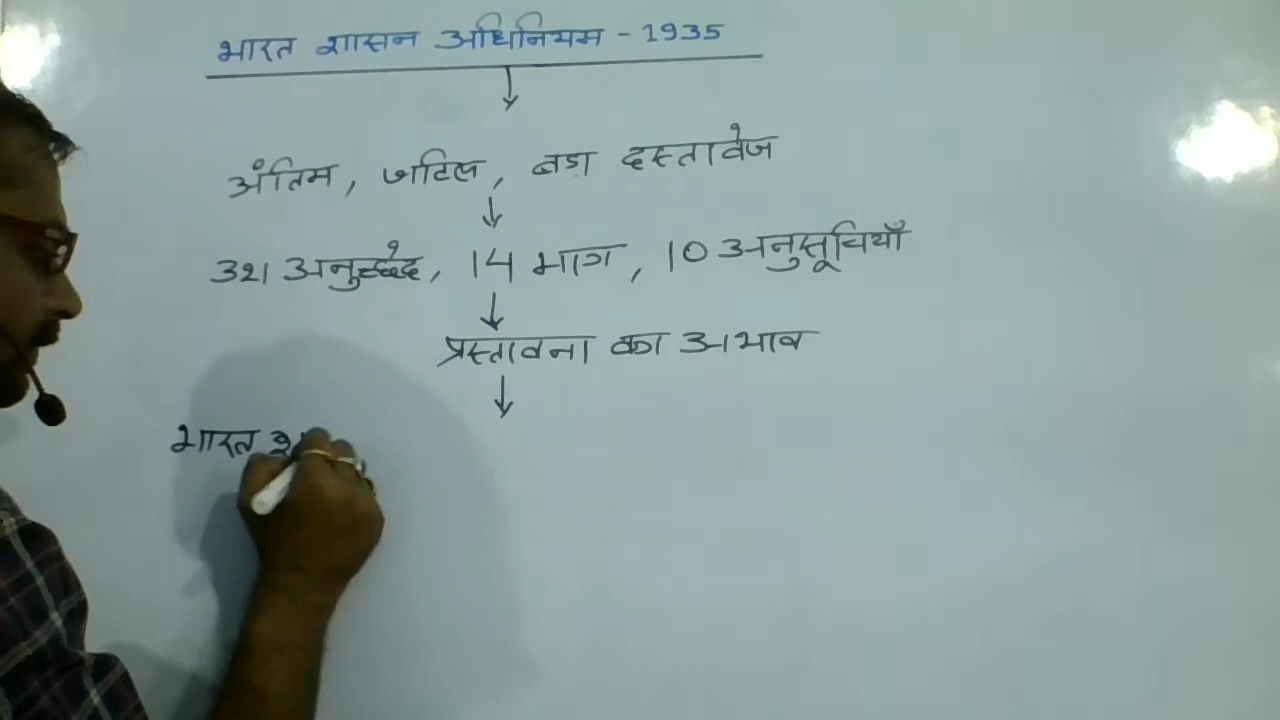 भारत शासन अधिनियम - 1935
अंतिम, जटिल, बड़ा दस्तावेज
321 अनुच्छेद, 14 भाग, 10 अनुसूचियाँ
प्रस्तावना का अभाव
भारत